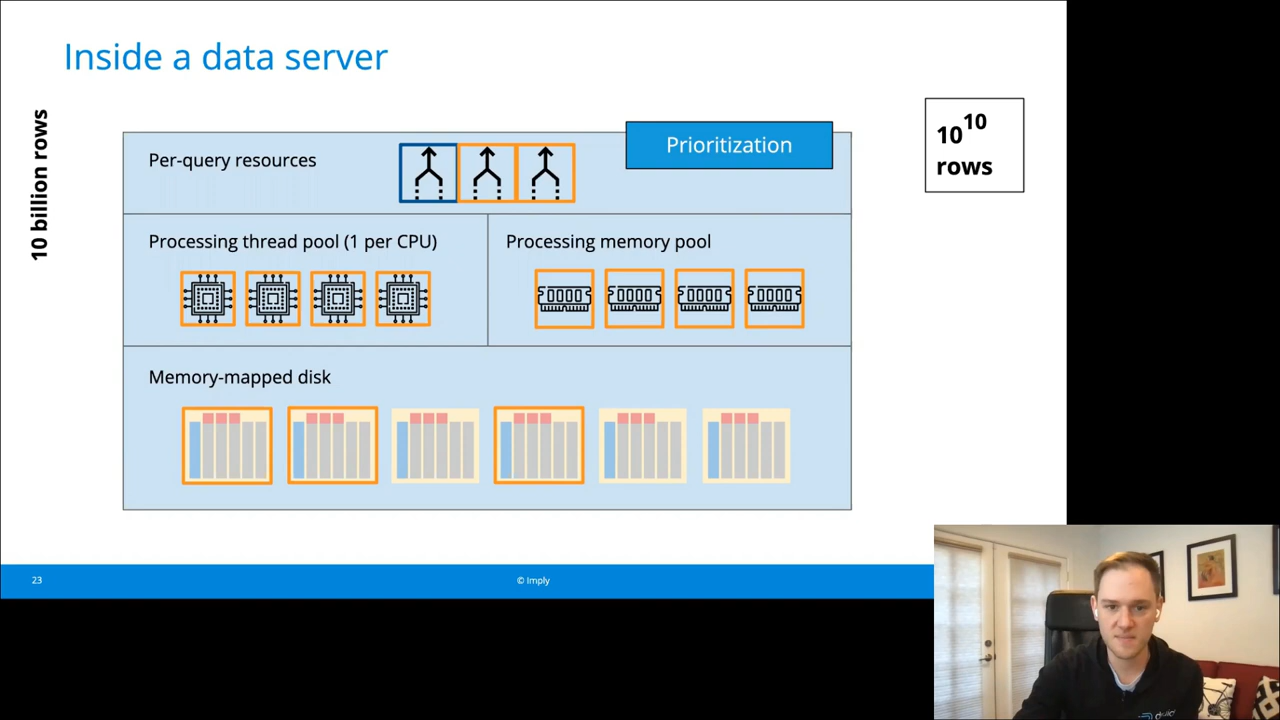 Inside a data server
10 billion rows
Per-query resources
Prioritization
10^10
rows
Processing thread pool (1 per CPU)
Processing memory pool
Memory-mapped disk
23
© Imply